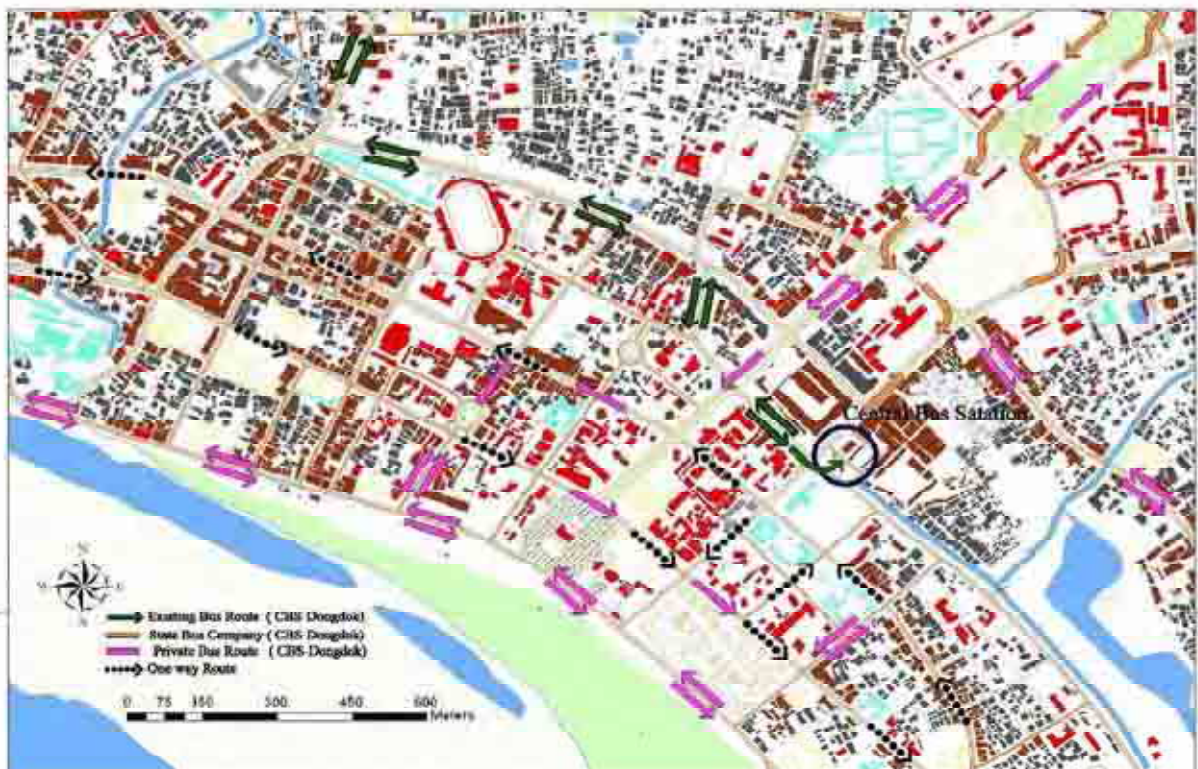 Central Bus Satation
N
W E
S
Existing Bus Route ( CBS-Dongdok)
State Bus Company ( CBS-Dongdok)
Private Bus Route ( CBS-Dongdok)
One way Route
0 75 150 300 450 600
Meters